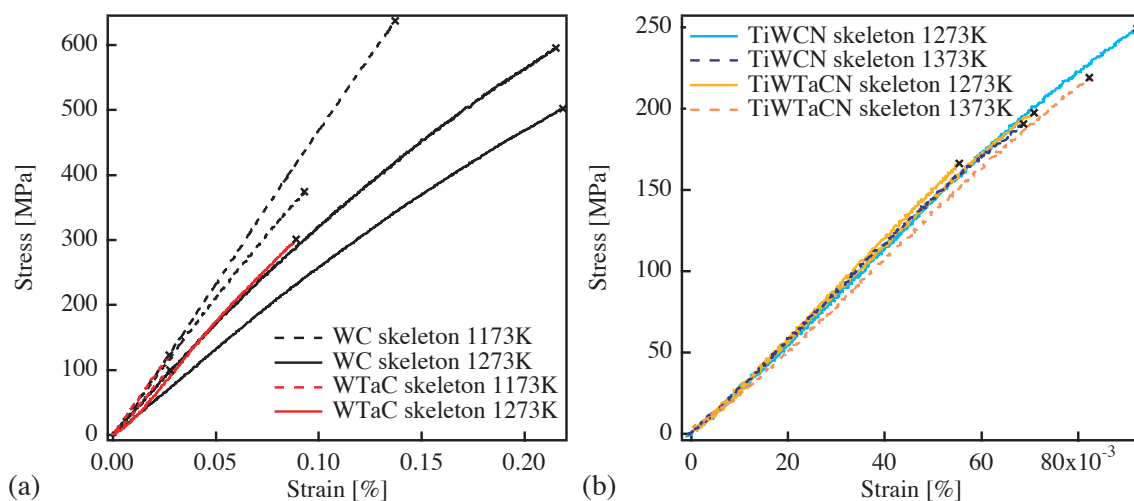 600
500
400
300
200
100
0
Stress [MPa]
WC skeleton 1173K
WC skeleton 1273K
WTaC skeleton 1173K
WTaC skeleton 1273K
0.00 0.05 0.10 0.15 0.20
Strain [%]
(a)
250
200
150
100
50
0
Stress [MPa]
TiWCN skeleton 1273K
TiWCN skeleton 1373K
TiWTaCN skeleton 1273K
TiWTaCN skeleton 1373K
0 20 40 60 80x10⁻³
Strain [%]
(b)